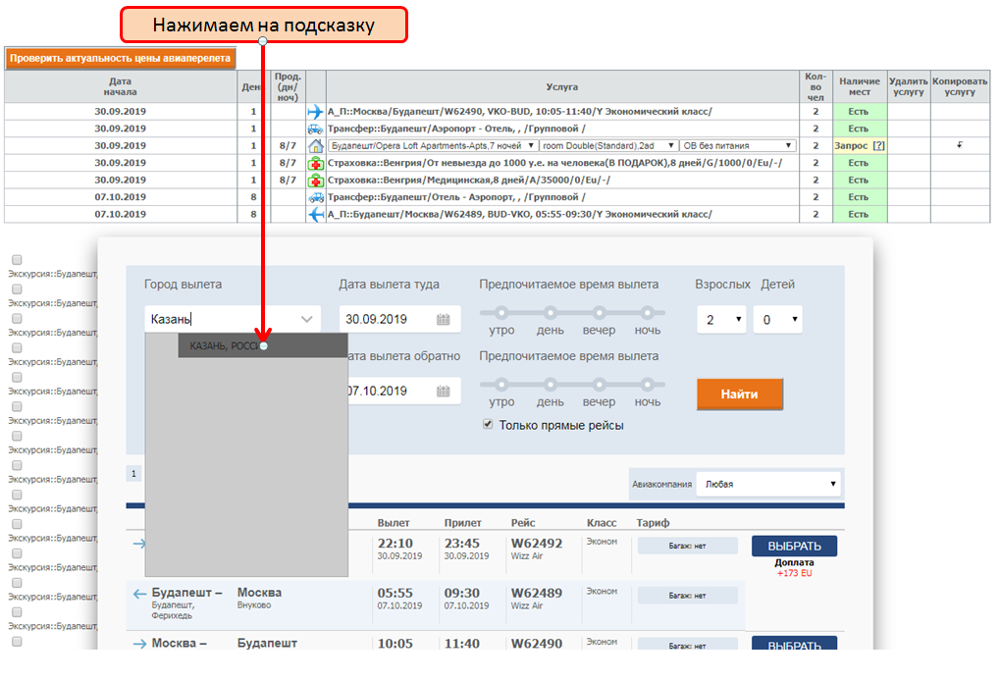 Нажимаем на подсказку
Проверить актуальность цены авиаперелета
Дата начала День Прод. (дн/ночь) Услуга Кол-во чел Наличие мест Удалить услугу Копировать услугу
30.09.2019 1 А_П::Москва/Будапешт/W62490, VKO-BUD, 10:05-11:40/Y Экономический класс/ 2 Есть
30.09.2019 1 Трансфер::Будапешт/Аэропорт - Отель, , /Групповой / 2 Есть
30.09.2019 1 8/7 Будапешт/Opera Loft Apartments-Apts,7 ночей room Double(Standard),2ad ОВ без питания 2 Запрос [?]
30.09.2019 1 8/7 Страховка::Венгрия/От невыезда до 1000 у.е. на человека(В ПОДАРОК),8 дней/G/1000/0/Eu/-/ 2 Есть
30.09.2019 1 8/7 Страховка::Венгрия/Медицинская,8 дней/A/35000/0/Eu/-/ 2 Есть
07.10.2019 8 Трансфер::Будапешт/Отель - Аэропорт, , /Групповой / 2 Есть
07.10.2019 8 А_П::Будапешт/Москва/W62489, BUD-VKO, 05:55-09:30/Y Экономический класс/ 2 Есть
Экскурсия::Будапешт,
Экскурсия::Будапешт,
Экскурсия::Будапешт,
Экскурсия::Будапешт,
Экскурсия::Будапешт,
Экскурсия::Будапешт,
Экскурсия::Будапешт,
Экскурсия::Будапешт,
Экскурсия::Будапешт,
Экскурсия::Будапешт,
Экскурсия::Будапешт,
Экскурсия::Будапешт,
Экскурсия::Будапешт,
Город вылета Дата вылета туда Предпочитаемое время вылета Взрослых Детей
Казань 30.09.2019 2 0
утро день вечер ночь
КАЗАНЬ, РОССИ
ата вылета обратно Предпочитаемое время вылета
07.10.2019 Найти
утро день вечер ночь
Только прямые рейсы
1 Авиакомпания Любая
Вылет Прилет Рейс Класс Тариф
22:10 23:45 W62492 Эконом Багаж: нет ВЫБРАТЬ
30.09.2019 30.09.2019 Wizz Air Доплата
+173 EU
Будапешт – Москва 05:55 09:30 W62489 Эконом Багаж: нет
Будапешт, Внуково 07.10.2019 07.10.2019 Wizz Air
Ферихедь
Москва – Будапешт 10:05 11:40 W62490 Эконом Багаж: нет ВЫБРАТЬ